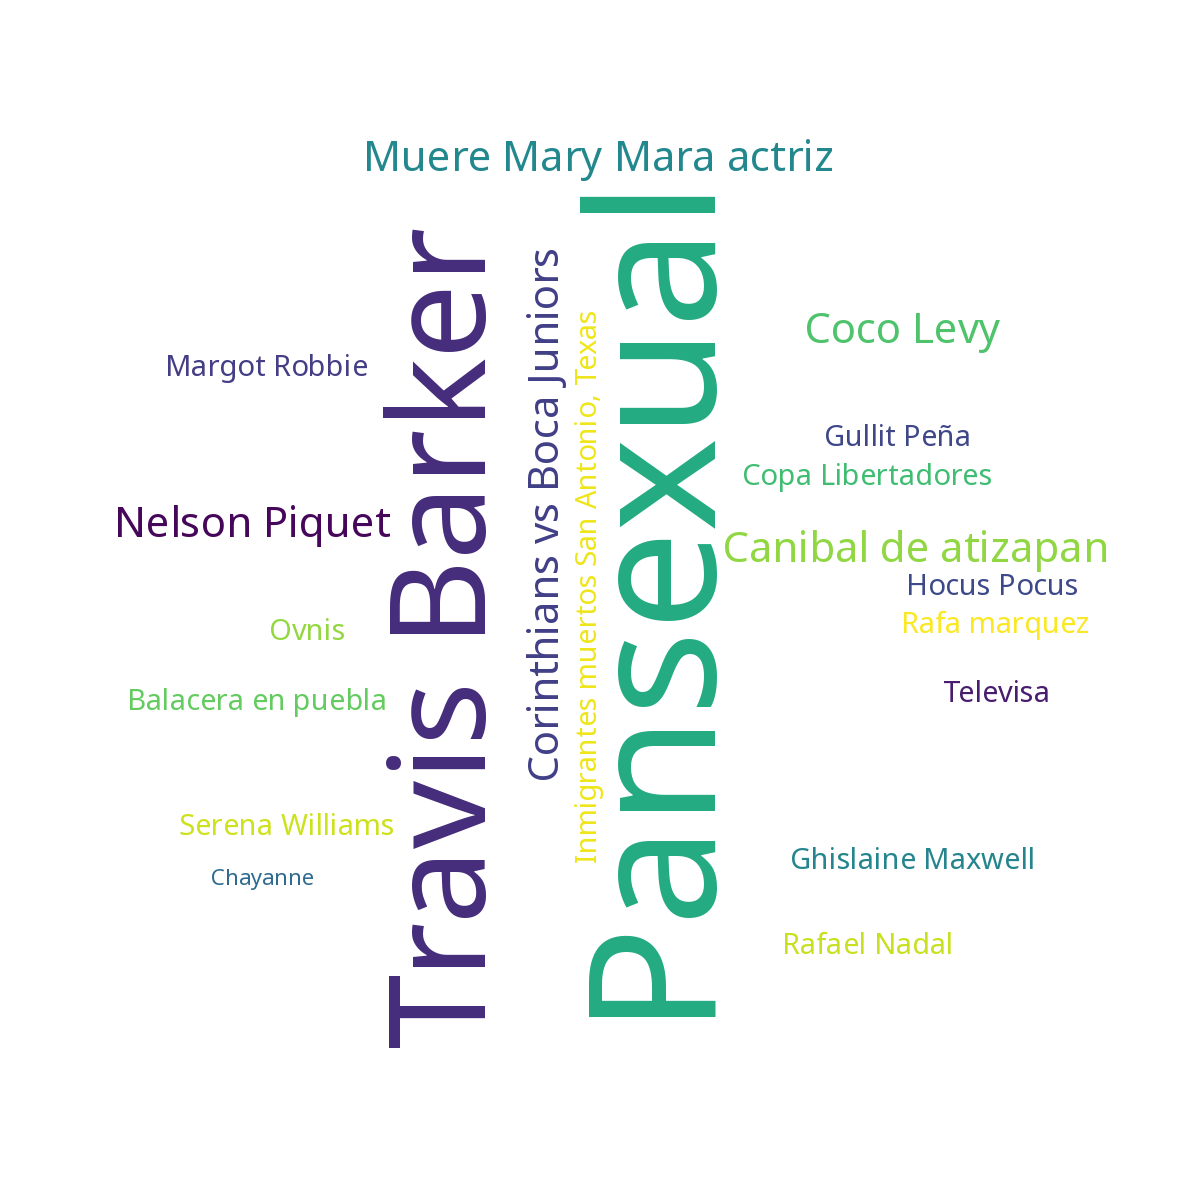 Muere Mary Mara actriz
Travis Barker
Corinthians vs Boca Juniors
Inmigrantes muertos San Antonio, Texas
Pansexual
Coco Levy
Margot Robbie
Gullit Peña
Copa Libertadores
Nelson Piquet
Canibal de atizapan
Hocus Pocus
Rafa marquez
Ovnis
Televisa
Balacera en puebla
Serena Williams
Ghislaine Maxwell
Chayanne
Rafael Nadal